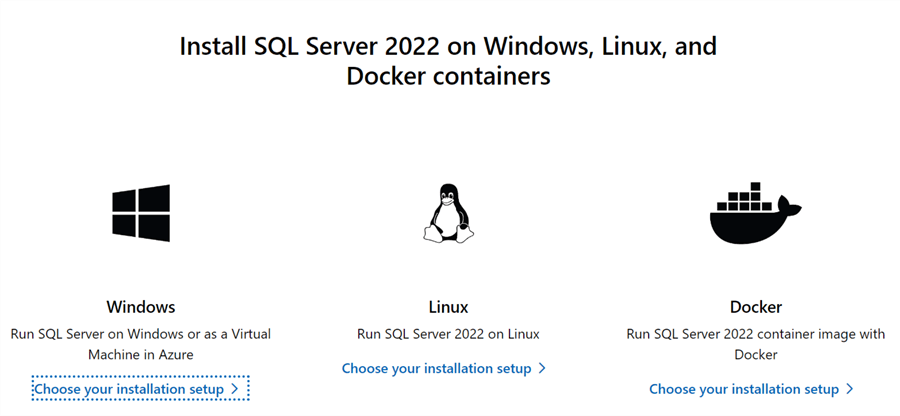 Install SQL Server 2022 on Windows, Linux, and
Docker containers
Windows
Run SQL Server on Windows or as a Virtual
Machine in Azure
Choose your installation setup
Linux
Run SQL Server 2022 on Linux
Choose your installation setup
Docker
Run SQL Server 2022 container image with
Docker
Choose your installation setup